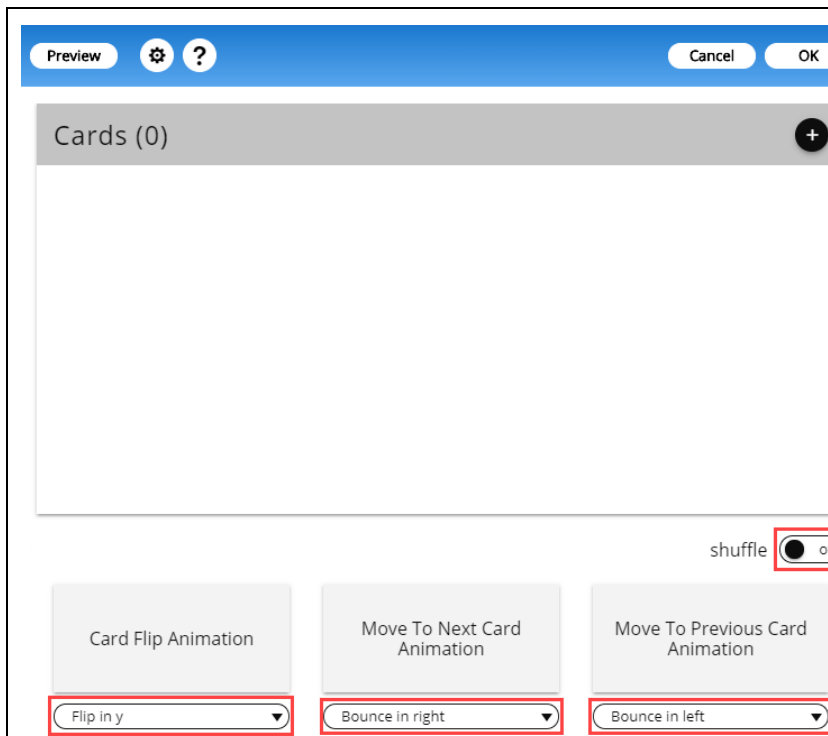 Preview ? Cancel OK
Cards (0) +
shuffle
Card Flip Animation
Move To Next Card
Animation
Move To Previous Card
Animation
Flip in y
Bounce in right
Bounce in left